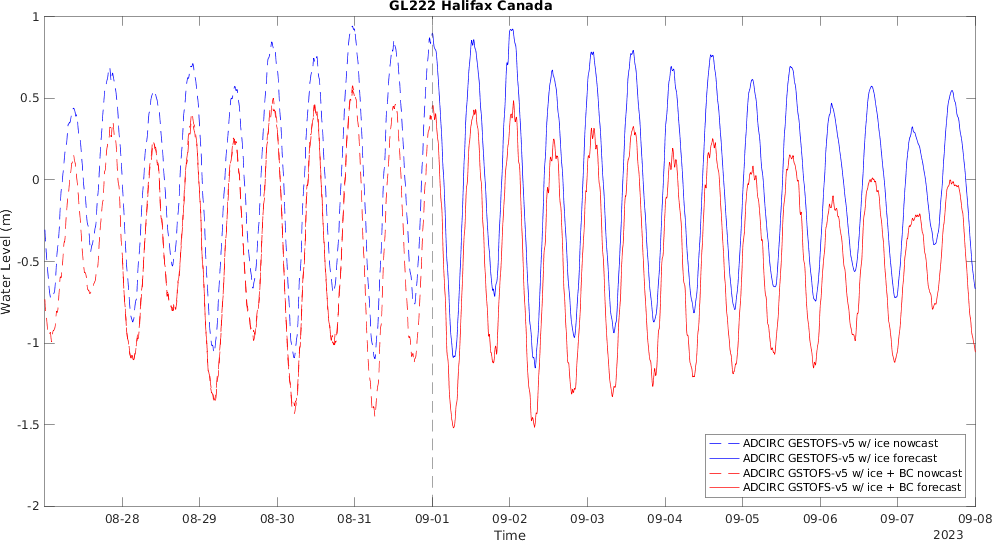 GL222 Halifax Canada
1
0.5
0
-0.5
-1
-1.5
-2
Water Level (m)
08-28
08-29
08-30
08-31
09-01
09-02
09-03
09-04
09-05
09-06
09-07
09-08
Time
2023
ADCIRC GESTOFS-v5 w/ ice nowcast
ADCIRC GESTOFS-v5 w/ ice forecast
ADCIRC GSTOFS-v5 w/ ice + BC nowcast
ADCIRC GSTOFS-v5 w/ ice + BC forecast